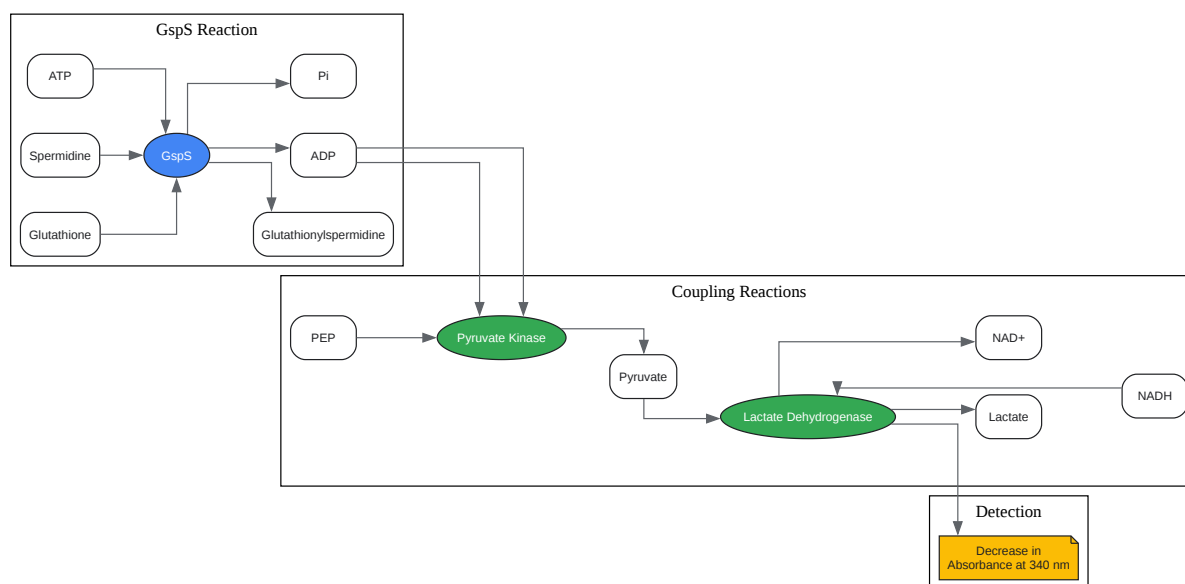 GspS Reaction
ATP
Pi
Spermidine
GspS
ADP
Glutathione
Glutathionylspermidine
Coupling Reactions
PEP
Pyruvate Kinase
NAD+
Pyruvate
NADH
Lactate Dehydrogenase
Lactate
Detection
Decrease in
Absorbance at 340 nm